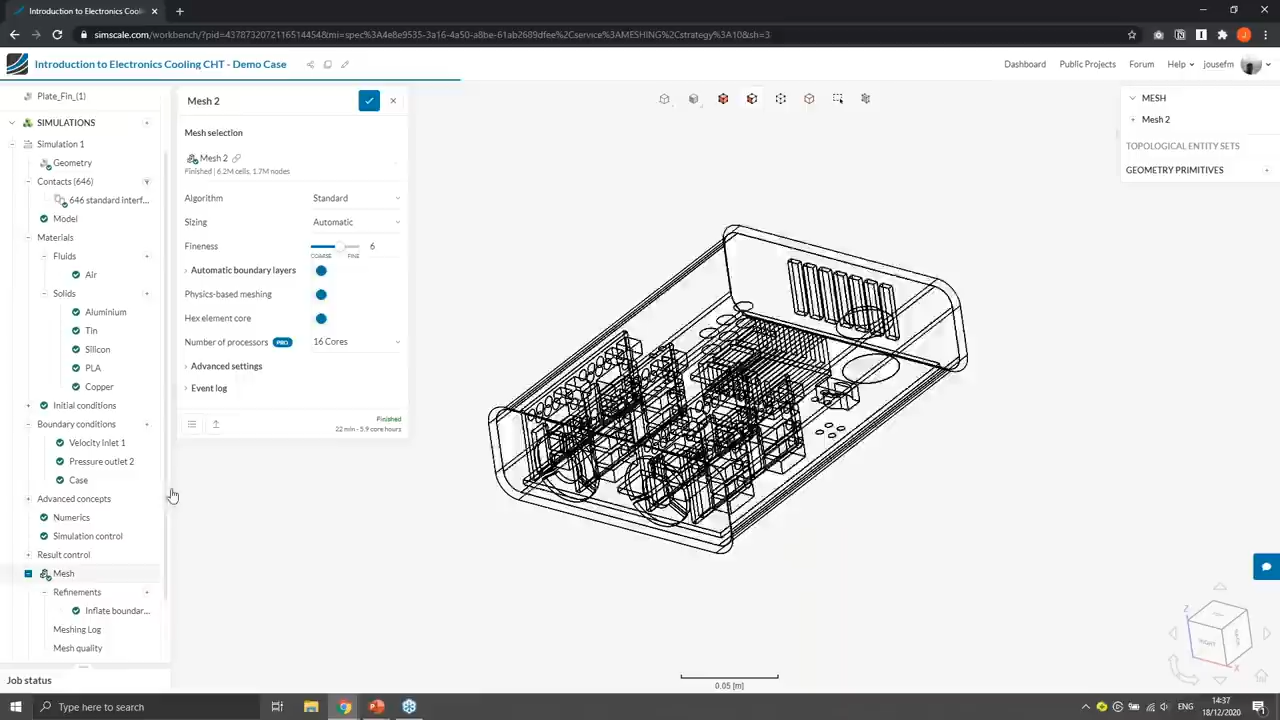 Introduction to Electronics Cooling
simscale.com/workbench/?pid=4378732072116514454&mi=spec%3A4e8e9535-3a16-4a50-a8be-61ab2689dfee%2Cservice%3AMESHING%2Cstrategy%3A10&sh=3
Introduction to Electronics Cooling CHT - Demo Case
Dashboard
Public Projects
Forum
Help
jousefm
Plate_Fin_(1)
SIMULATIONS
Simulation 1
Geometry
Contacts (646)
646 standard interf...
Model
Materials
Fluids
Air
Solids
Aluminium
Tin
Silicon
PLA
Copper
Initial conditions
Boundary conditions
Velocity inlet 1
Pressure outlet 2
Case
Advanced concepts
Numerics
Simulation control
Result control
Mesh
Refinements
Inflate boundar...
Meshing Log
Mesh quality
Job status
Mesh 2
Mesh selection
Mesh 2
Finished | 6.2M cells, 1.7M nodes
Algorithm Standard
Sizing Automatic
Fineness 6
COARSE FINE
Automatic boundary layers
Physics-based meshing
Hex element core
Number of processors PRO 16 Cores
Advanced settings
Event log
Finished
22 min - 5.9 core hours
MESH
Mesh 2
TOPOLOGICAL ENTITY SETS
GEOMETRY PRIMITIVES
0.05 [m]
Z
X
RIGHT
Type here to search
14:37
18/12/2020